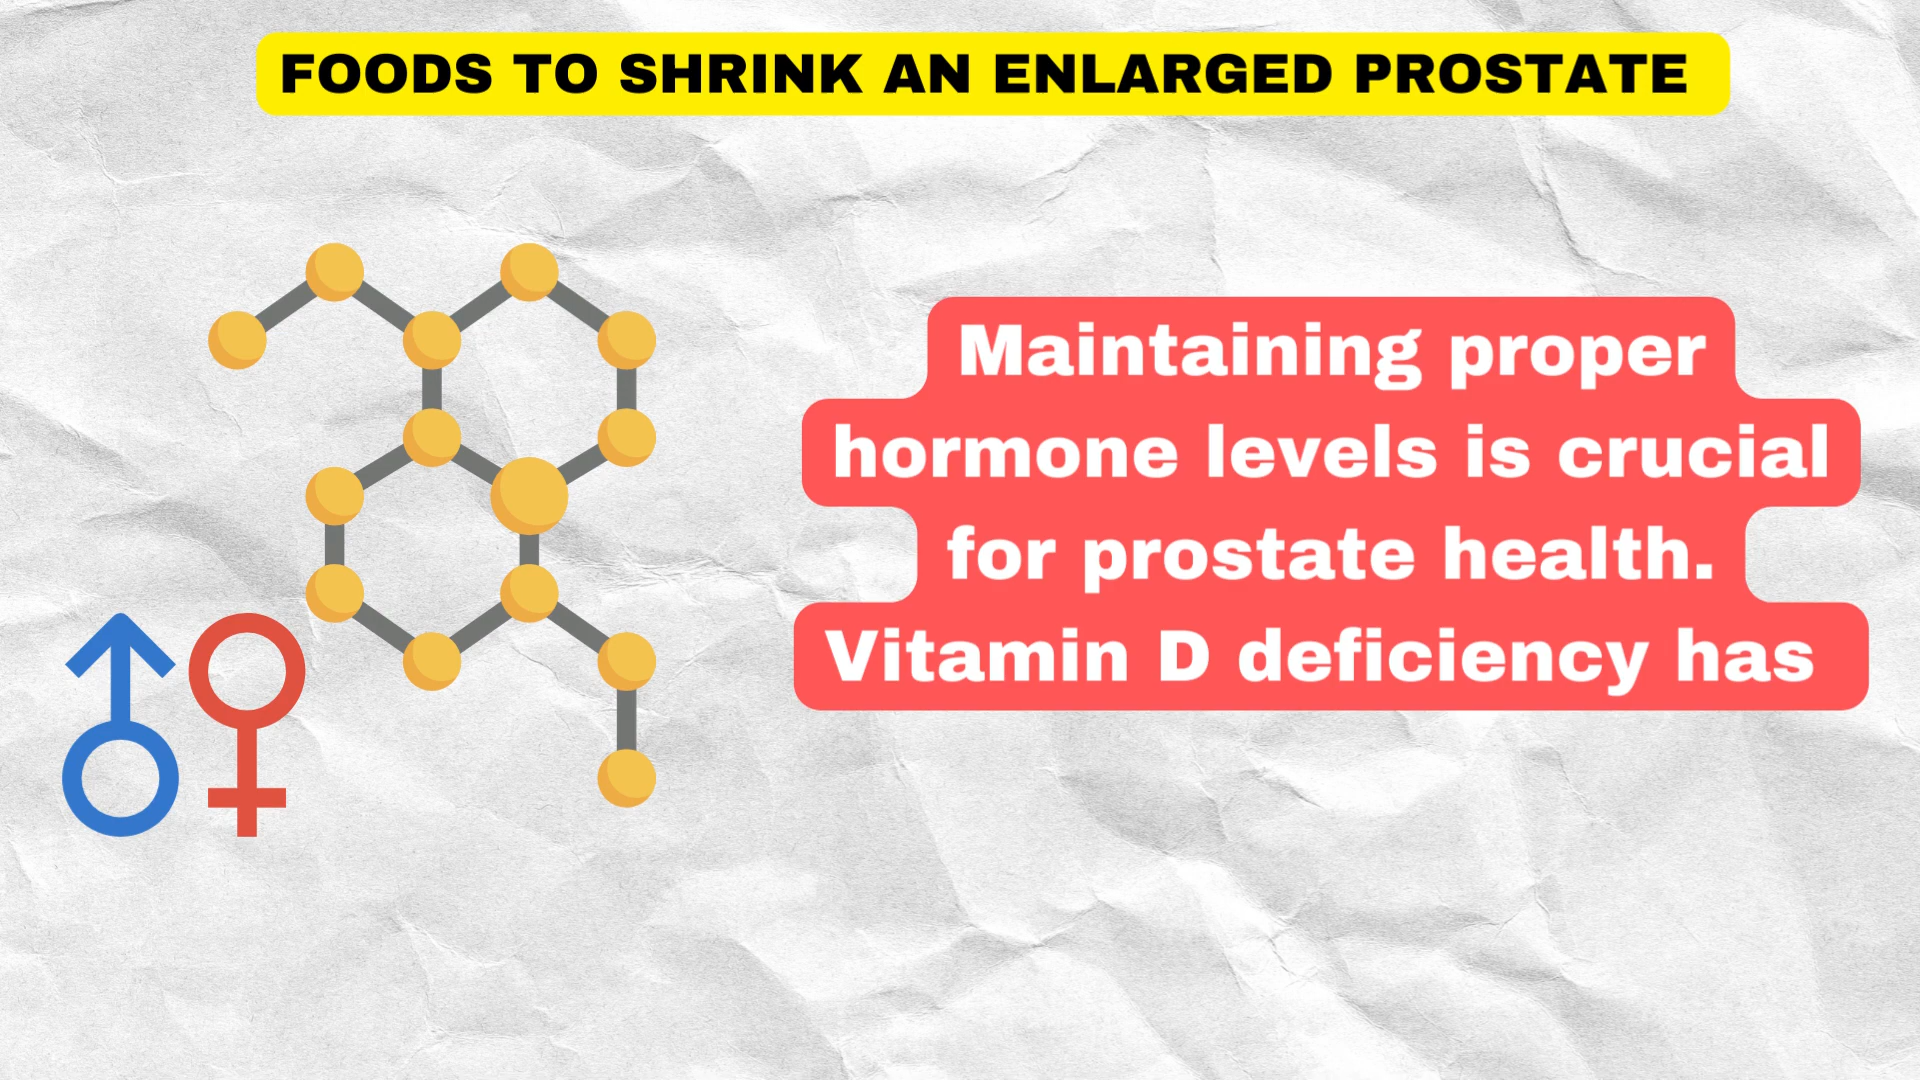 FOODS TO SHRINK AN ENLARGED PROSTATE
Maintaining proper
hormone levels is crucial
for prostate health.
Vitamin D deficiency has